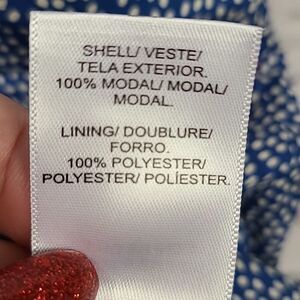 SHELL/ VESTE/
TELA EXTERIOR.
100% MODAL/ MODAL/
MODAL.
LINING/ DOUBLURE/
FORRO.
100% POLYESTER/
POLYESTER/ POLÍESTER.